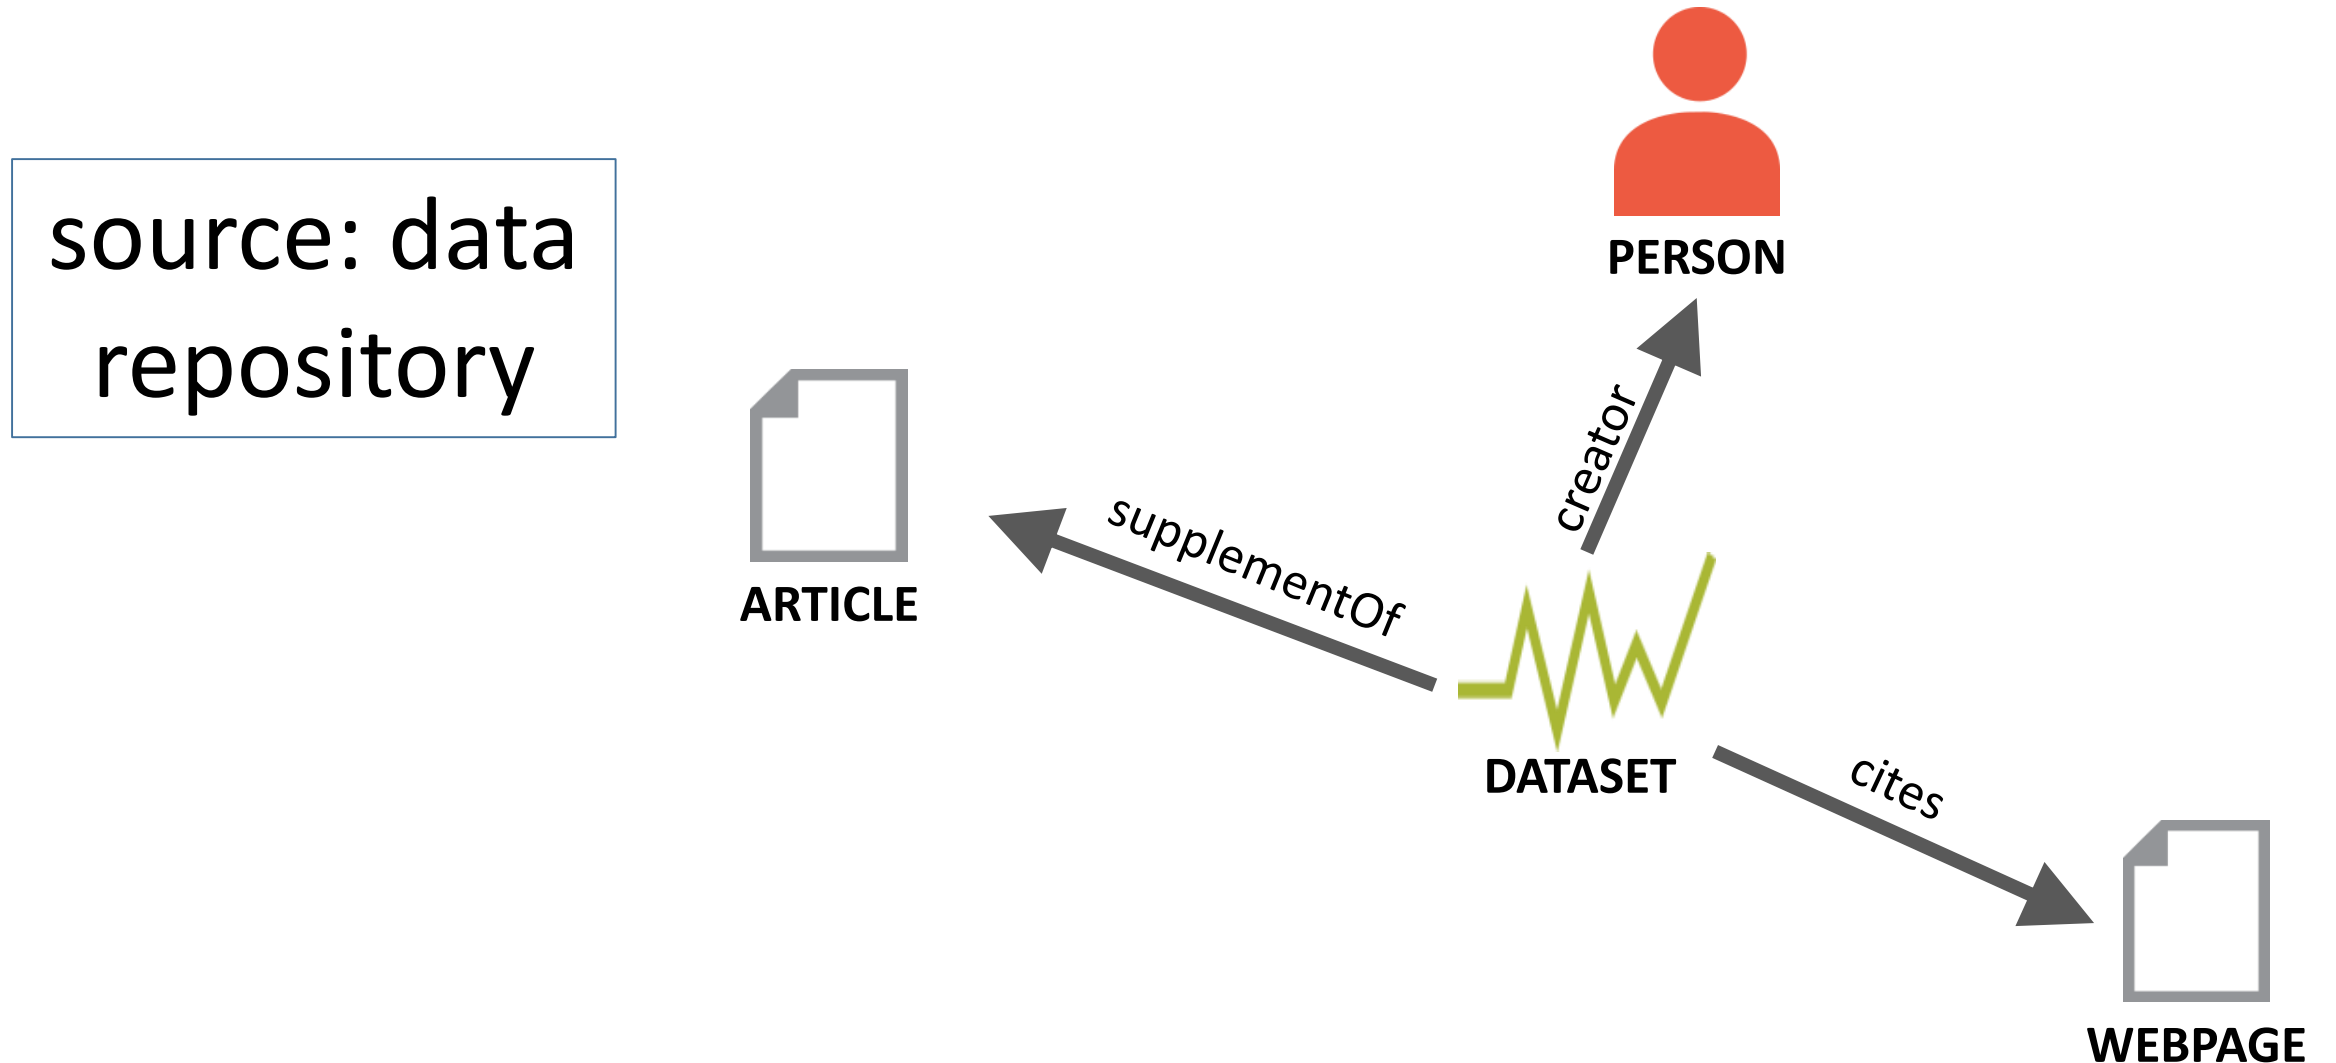 source: data
repository
PERSON
creator
supplementOf
ARTICLE
DATASET
cites
WEBPAGE